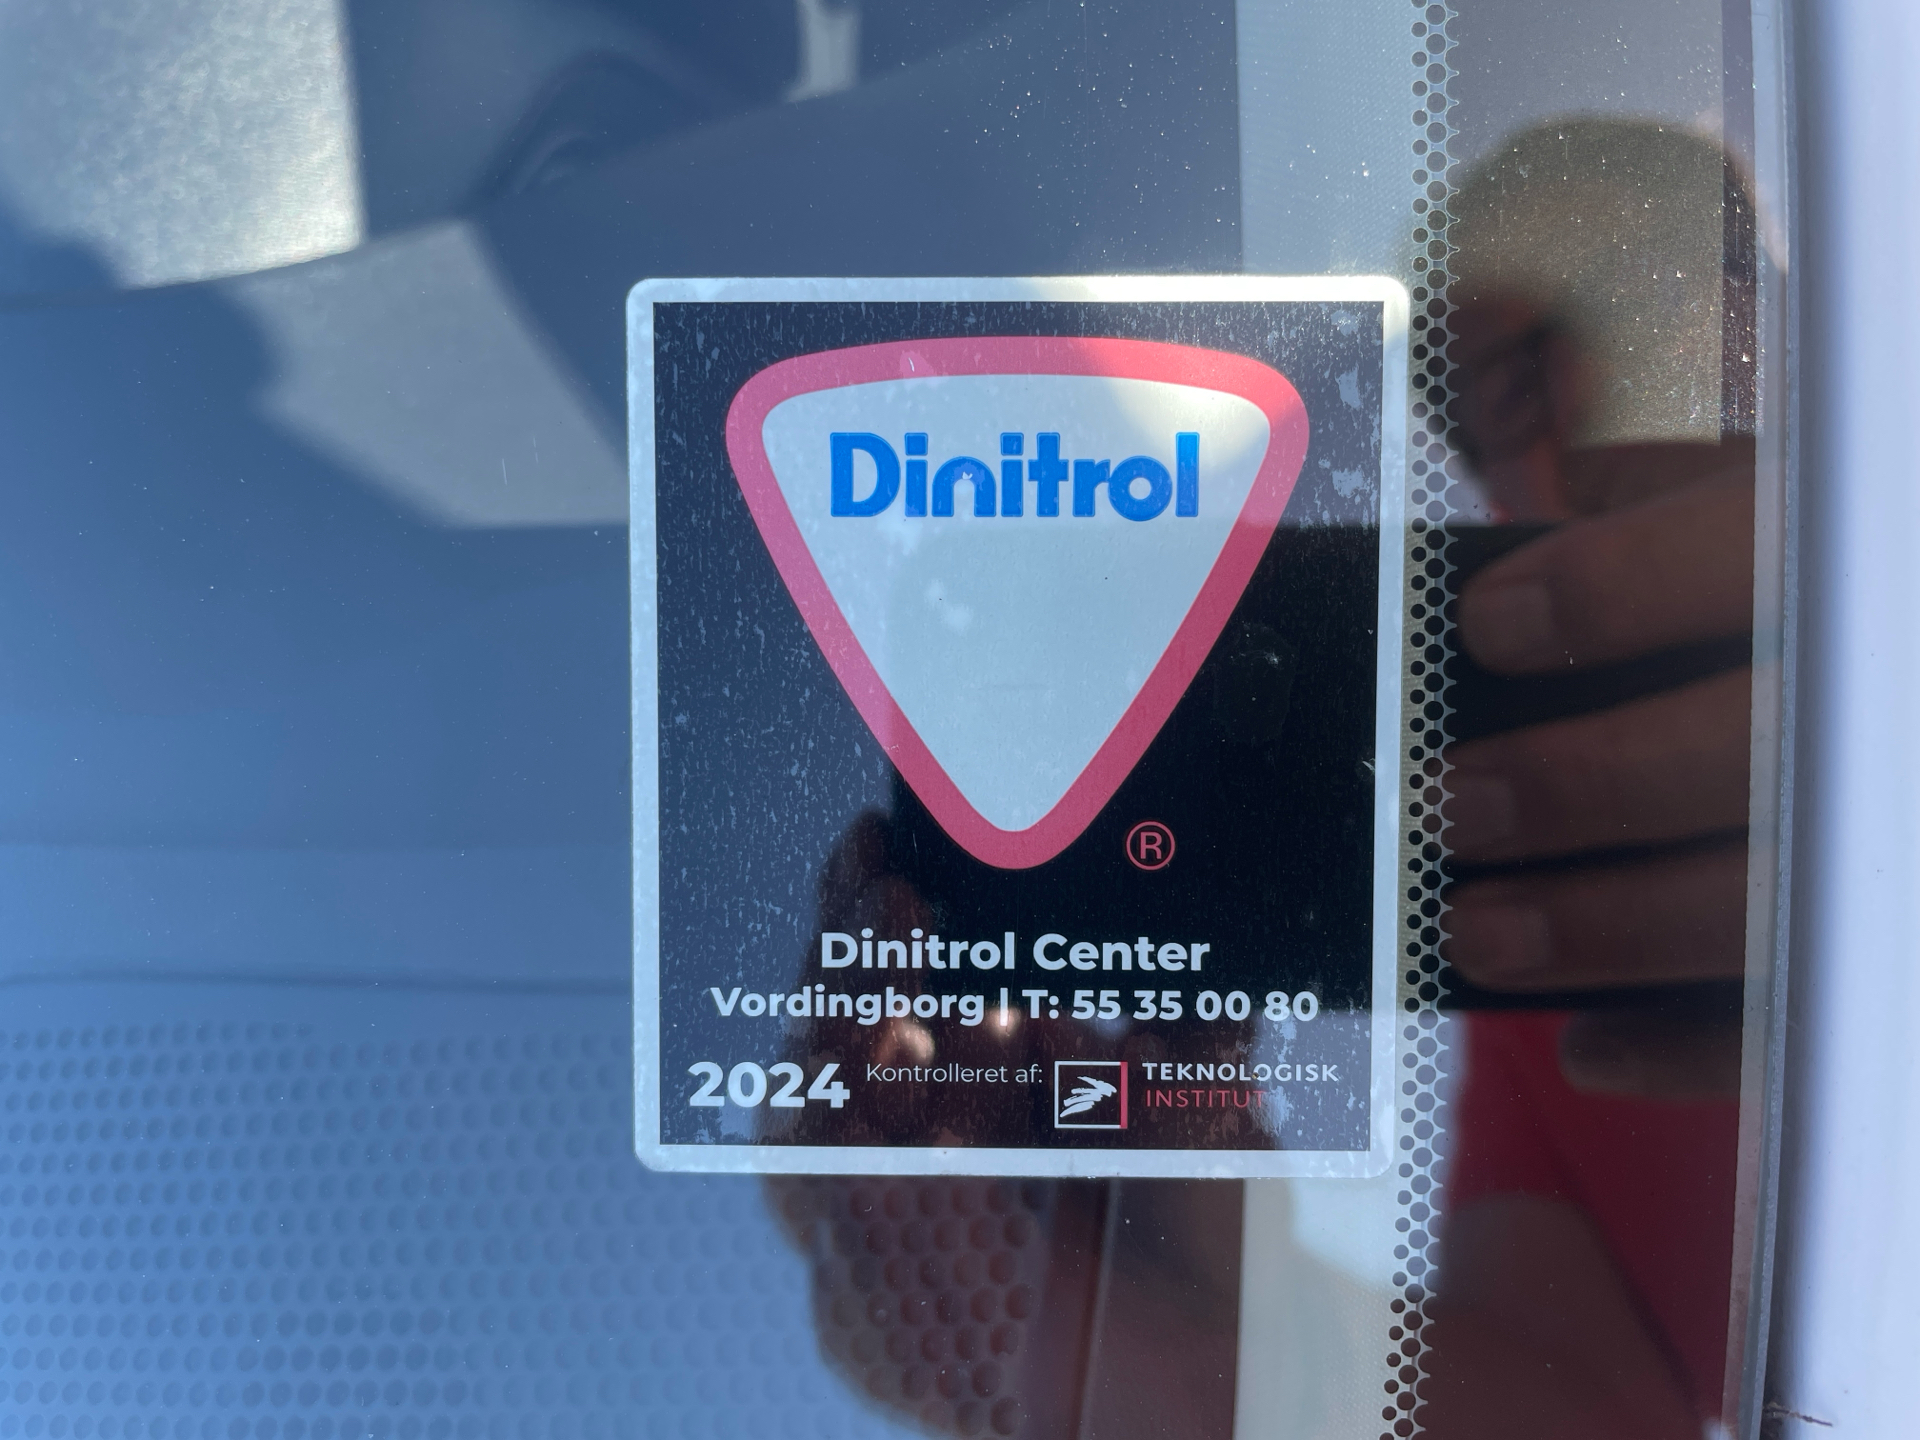 Dinitrol
®
Dinitrol Center
Vordingborg | T: 55 35 00 80
2024 Kontrolleret af: TEKNOLOGISK
INSTITUT